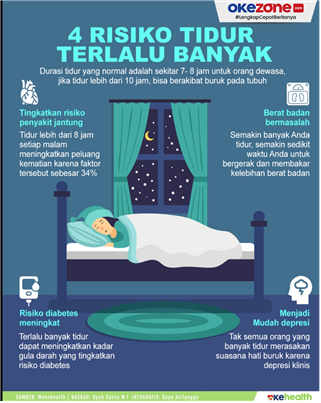 okezone.com
#LengkapCepatBeritanya
4 RISIKO TIDUR
TERLALU BANYAK
Durasi tidur yang normal adalah sekitar 7- 8 jam untuk orang dewasa,
jika tidur lebih dari 10 jam, bisa berakibat buruk pada tubuh
Tingkatkan risiko
penyakit jantung
Tidur lebih dari 8 jam
setiap malam
meningkatkan peluang
kematian karena faktor
tersebut sebesar 34%
Berat badan
bermasalah
Semakin banyak Anda
tidur, semakin sedikit
waktu Anda untuk
bergerak dan membakar
kelebihan berat badan
Risiko diabetes
meningkat
Terlalu banyak tidur
dapat meningkatkan kadar
gula darah yang tingkatkan
risiko diabetes
Menjadi
Mudah depresi
Tak semua orang yang
banyak tidur merasakan
suasana hati buruk karena
depresi klinis
SUMBER: Menshealth | NASKAH: Dyah Ratna M | INFOGRAFIS: Gayo Airlangga
okehealth